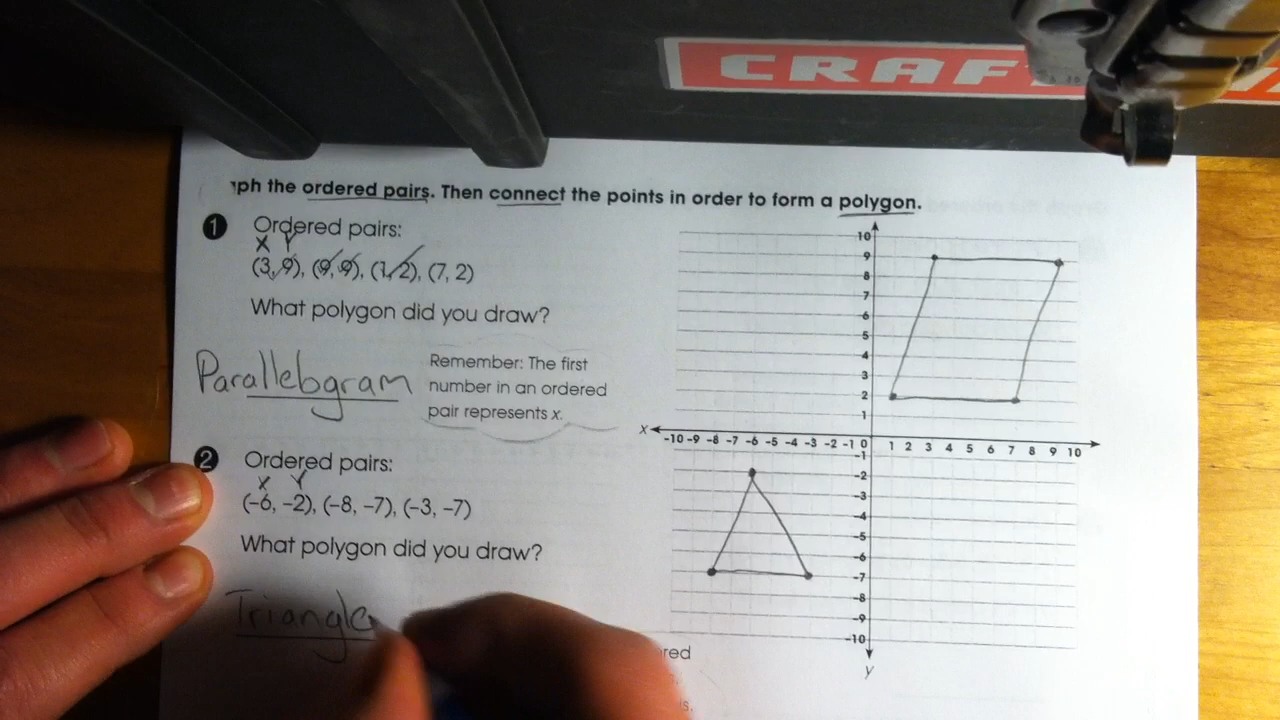 CRAF
ph the ordered pairs. Then connect the points in order to form a polygon.
1 Ordered pairs:
X Y
(3, 9), (9, 9), (1, 2), (7, 2)
What polygon did you draw?
Parallelogram
Remember: The first
number in an ordered
pair represents x.
2 Ordered pairs:
X Y
(-6, -2), (-8, -7), (-3, -7)
What polygon did you draw?
Triangle
10
9
8
7
6
5
4
3
2
1
x -10 -9 -8 -7 -6 -5 -4 -3 -2 -1 0 1 2 3 4 5 6 7 8 9 10
-1
-2
-3
-4
-5
-6
-7
-8
-9
-10
y
red
s.